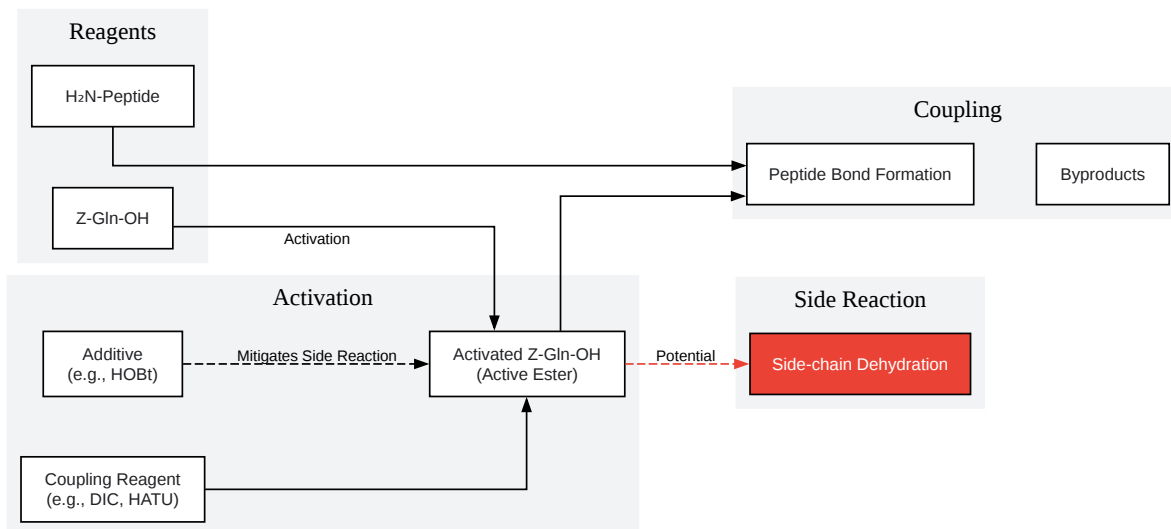 Reagents
H₂N-Peptide
Z-Gln-OH
Activation
Coupling
Peptide Bond Formation
Byproducts
Activation
Additive
(e.g., HOBt)
Mitigates Side Reaction
Activated Z-Gln-OH
(Active Ester)
Potential
Side Reaction
Side-chain Dehydration
Coupling Reagent
(e.g., DIC, HATU)